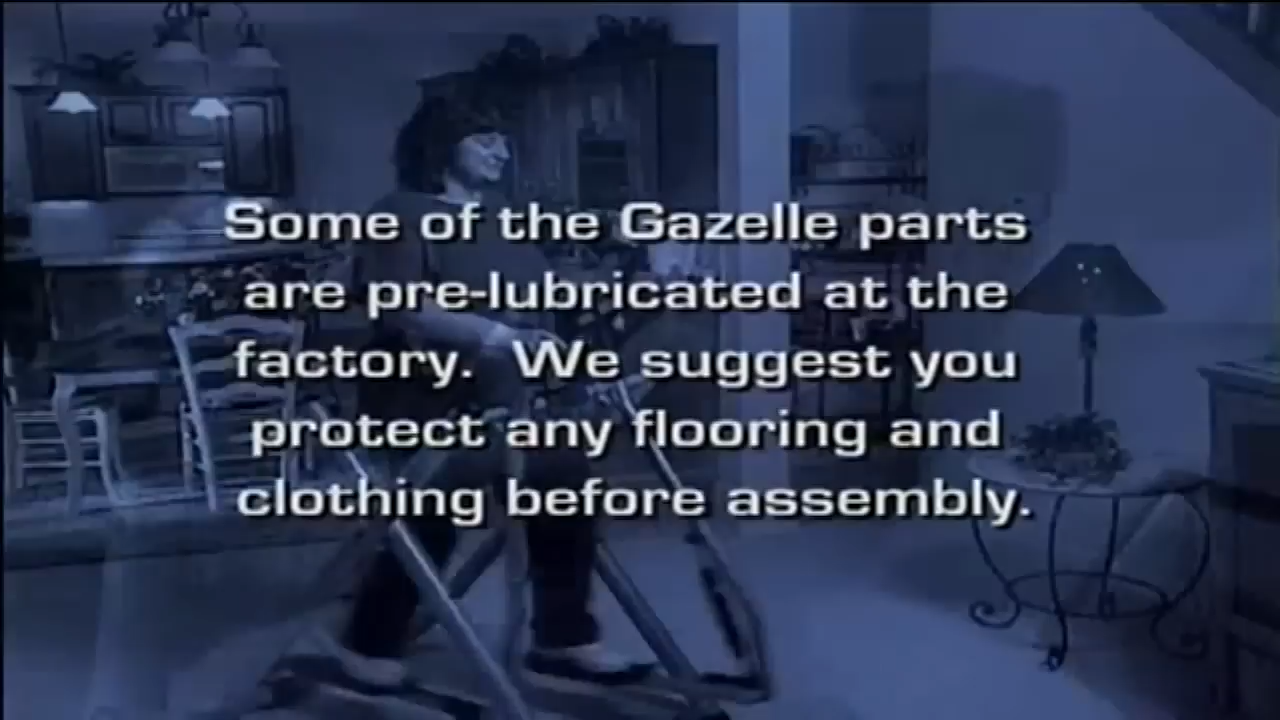 Some of the Gazelle parts
are pre-lubricated at the
factory. We suggest you
protect any flooring and
clothing before assembly.